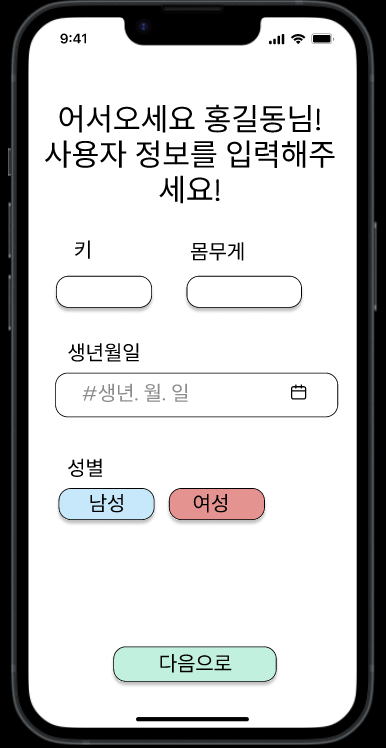 9:41
어서오세요 홍길동님!
사용자 정보를 입력해주
세요!
키 몸무게
생년월일
#생년. 월. 일
성별
남성 여성
다음으로